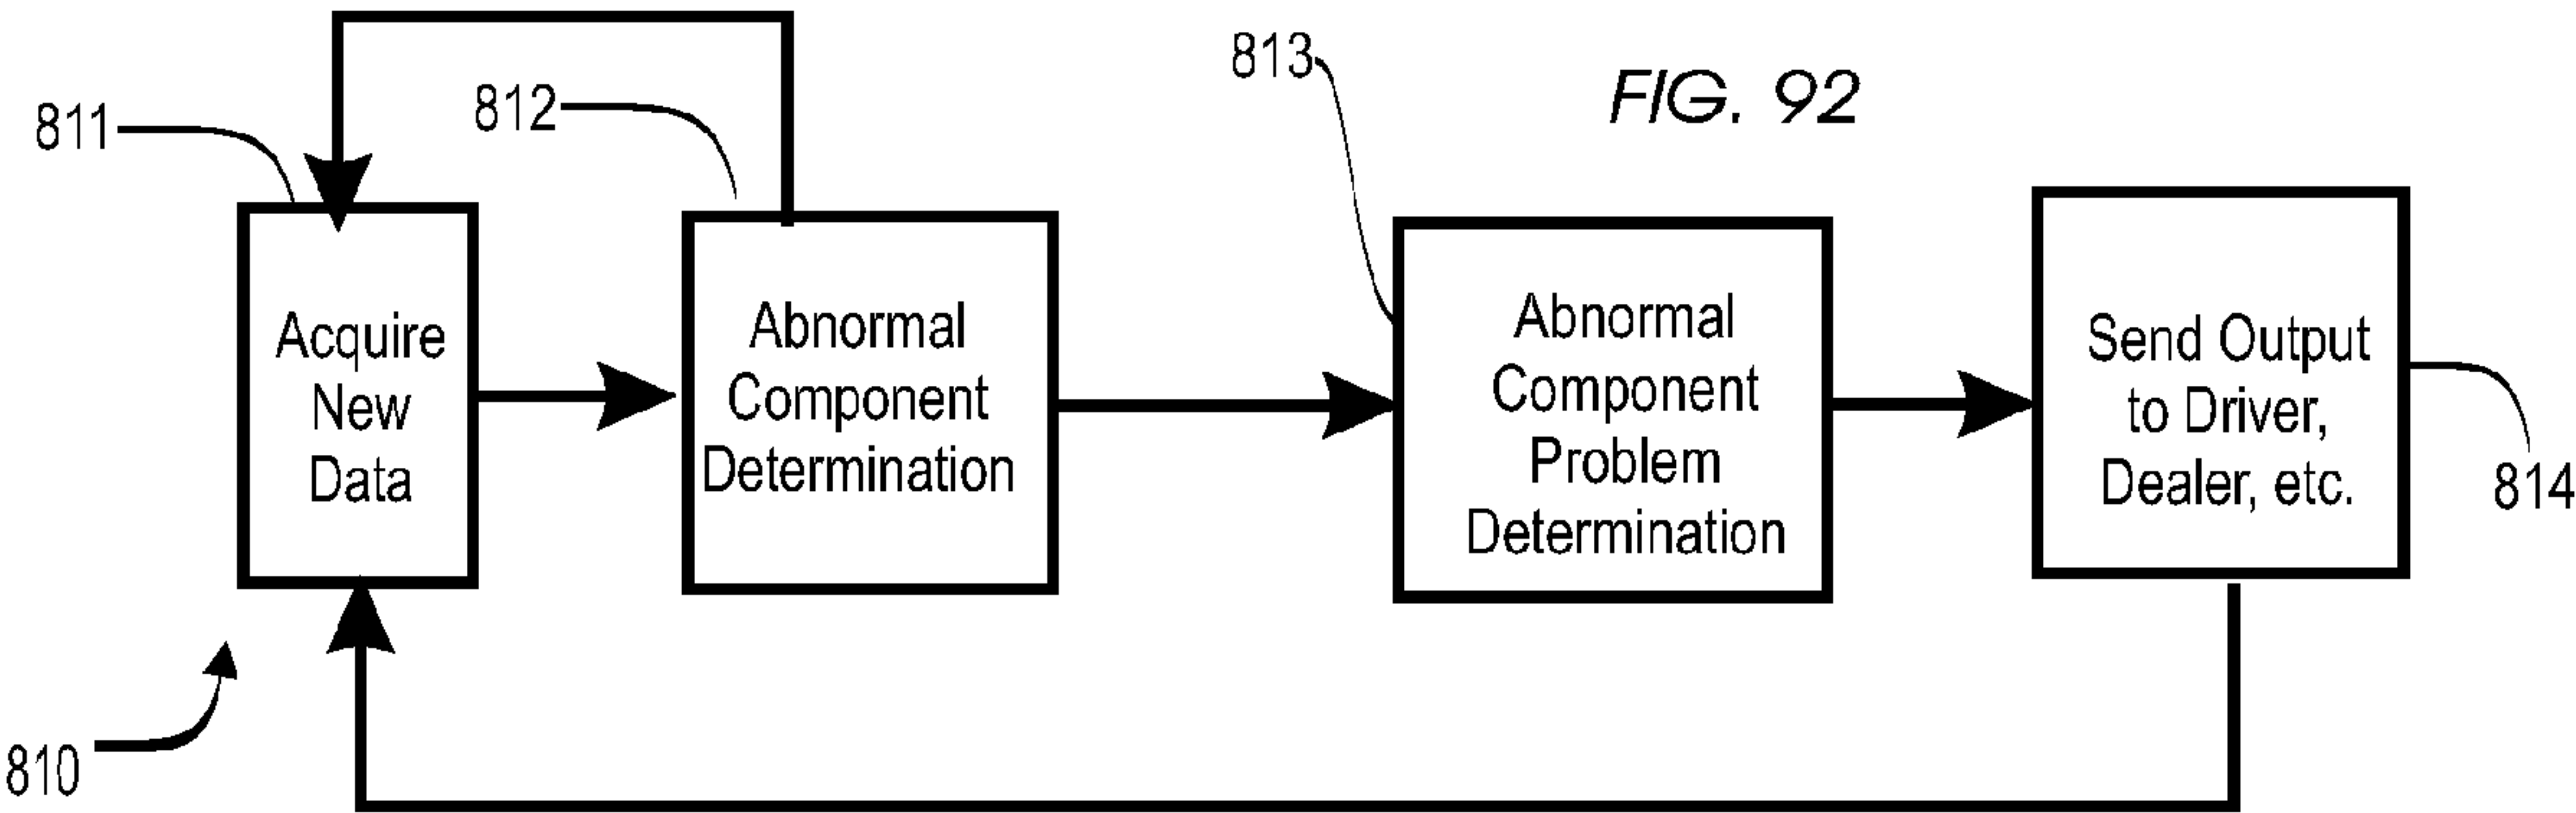 FIG. 92
811
812
813
Acquire
New
Data
Abnormal
Component
Determination
Abnormal
Component
Problem
Determination
Send Output
to Driver,
Dealer, etc.
814
810